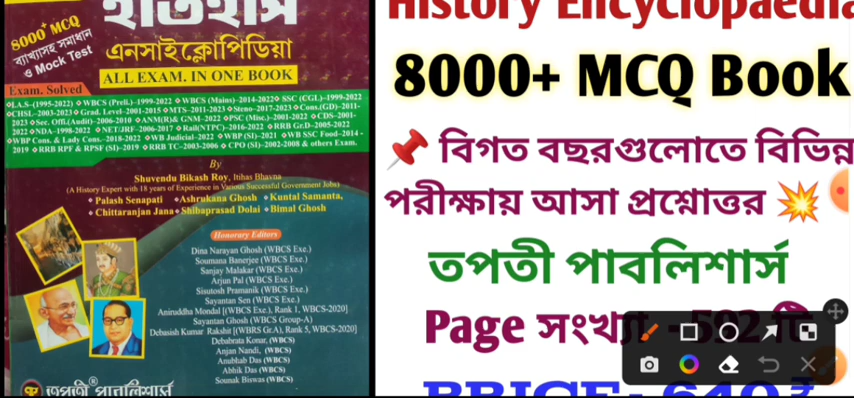 8000+ MCQ
ব্যাখ্যাসহ সমাধান
ও Mock Test
ইতিহাস
এনসাইক্লোপিডিয়া
ALL EXAM. IN ONE BOOK
Exam. Solved
❖I.A.S-(1995-2022) ❖WBCS (Preli.)-1999-2022 ❖WBCS (Mains)-2014-2022❖ SSC (CGL)-1999-2022
❖CHSL-2003-2023❖Grad. Level-2001-2015❖MTS-2011-2023❖Steno-2017-2023❖Cons.(GD)-2011-
2023❖Sec. Offi.(Audit)-2006-2010 ❖ANM(R)& GNM-2022 ❖PSC (Misc.)-2001-2022 ❖CDS-2001-
2022❖NDA-1998-2022 ❖NET/JRF-2006-2017 ❖Rail(NTPC)-2016-2022 ❖RRB Gr.D-2005-2022
❖WBP Cons. & Lady Cons.-2018-2022 ❖WB Judicial-2022 ❖WBP (SI)-2021 ❖WB SSC Food-2014-
2019 ❖RRB RPF & RPSF (SI)-2019 ❖RRB TC-2003-2006 ❖CPO (SI)-2002-2008 & others Exam.
By
Shuvendu Bikash Roy, Itihas Bhavna
(A History Expert with 18 years of Experience in Various Successful Government Jobs)
❖Palash Senapati ❖Ashrukana Ghosh ❖Kuntal Samanta,
❖Chittaranjan Jana❖Shibaprasad Dolai ❖Bimal Ghosh
Honorary Editors
Dina Narayan Ghosh (WBCS Exe.)
Soumana Banerjee (WBCS Exe.)
Sanjay Malakar (WBCS Exe.)
Arjun Pal (WBCS Exe.)
Sisutosh Pramanik (WBCS Exe.)
Sayantan Sen (WBCS Exe.)
Aniruddha Mondal [(WBCS Exe.), Rank 1, WBCS-2020]
Sayantan Ghosh (WBCS Group-A)
Debasish Kumar Rakshit [(WBRS Gr.A), Rank 5, WBCS-2020]
Debabrata Konar, (WBCS)
Anjan Nandi, (WBCS)
Anubhab Das (WBCS)
Abhik Das (WBCS)
Sounak Biswas (WBCS)
তপতী® পাবলিশার্স
History Encyclopaedia
8000+ MCQ Book
📌 বিগত বছরগুলোতে বিভিন্ন
পরীক্ষায় আসা প্রশ্নোত্তর 💥
তপতী পাবলিশার্স
Page সংখ্যা - 592 টি
PRICE: 640 ₹